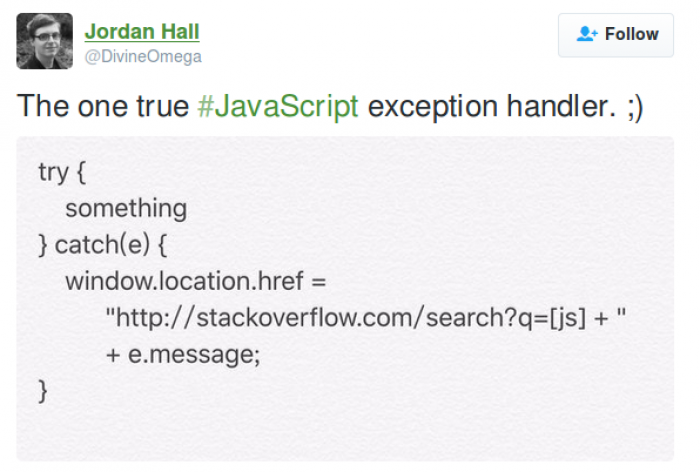 Jordan Hall
@DivineOmega
Follow
The one true #JavaScript exception handler. ;)
try {
something
} catch(e) {
window.location.href =
"http://stackoverflow.com/search?q=[js] + "
+ e.message;
}